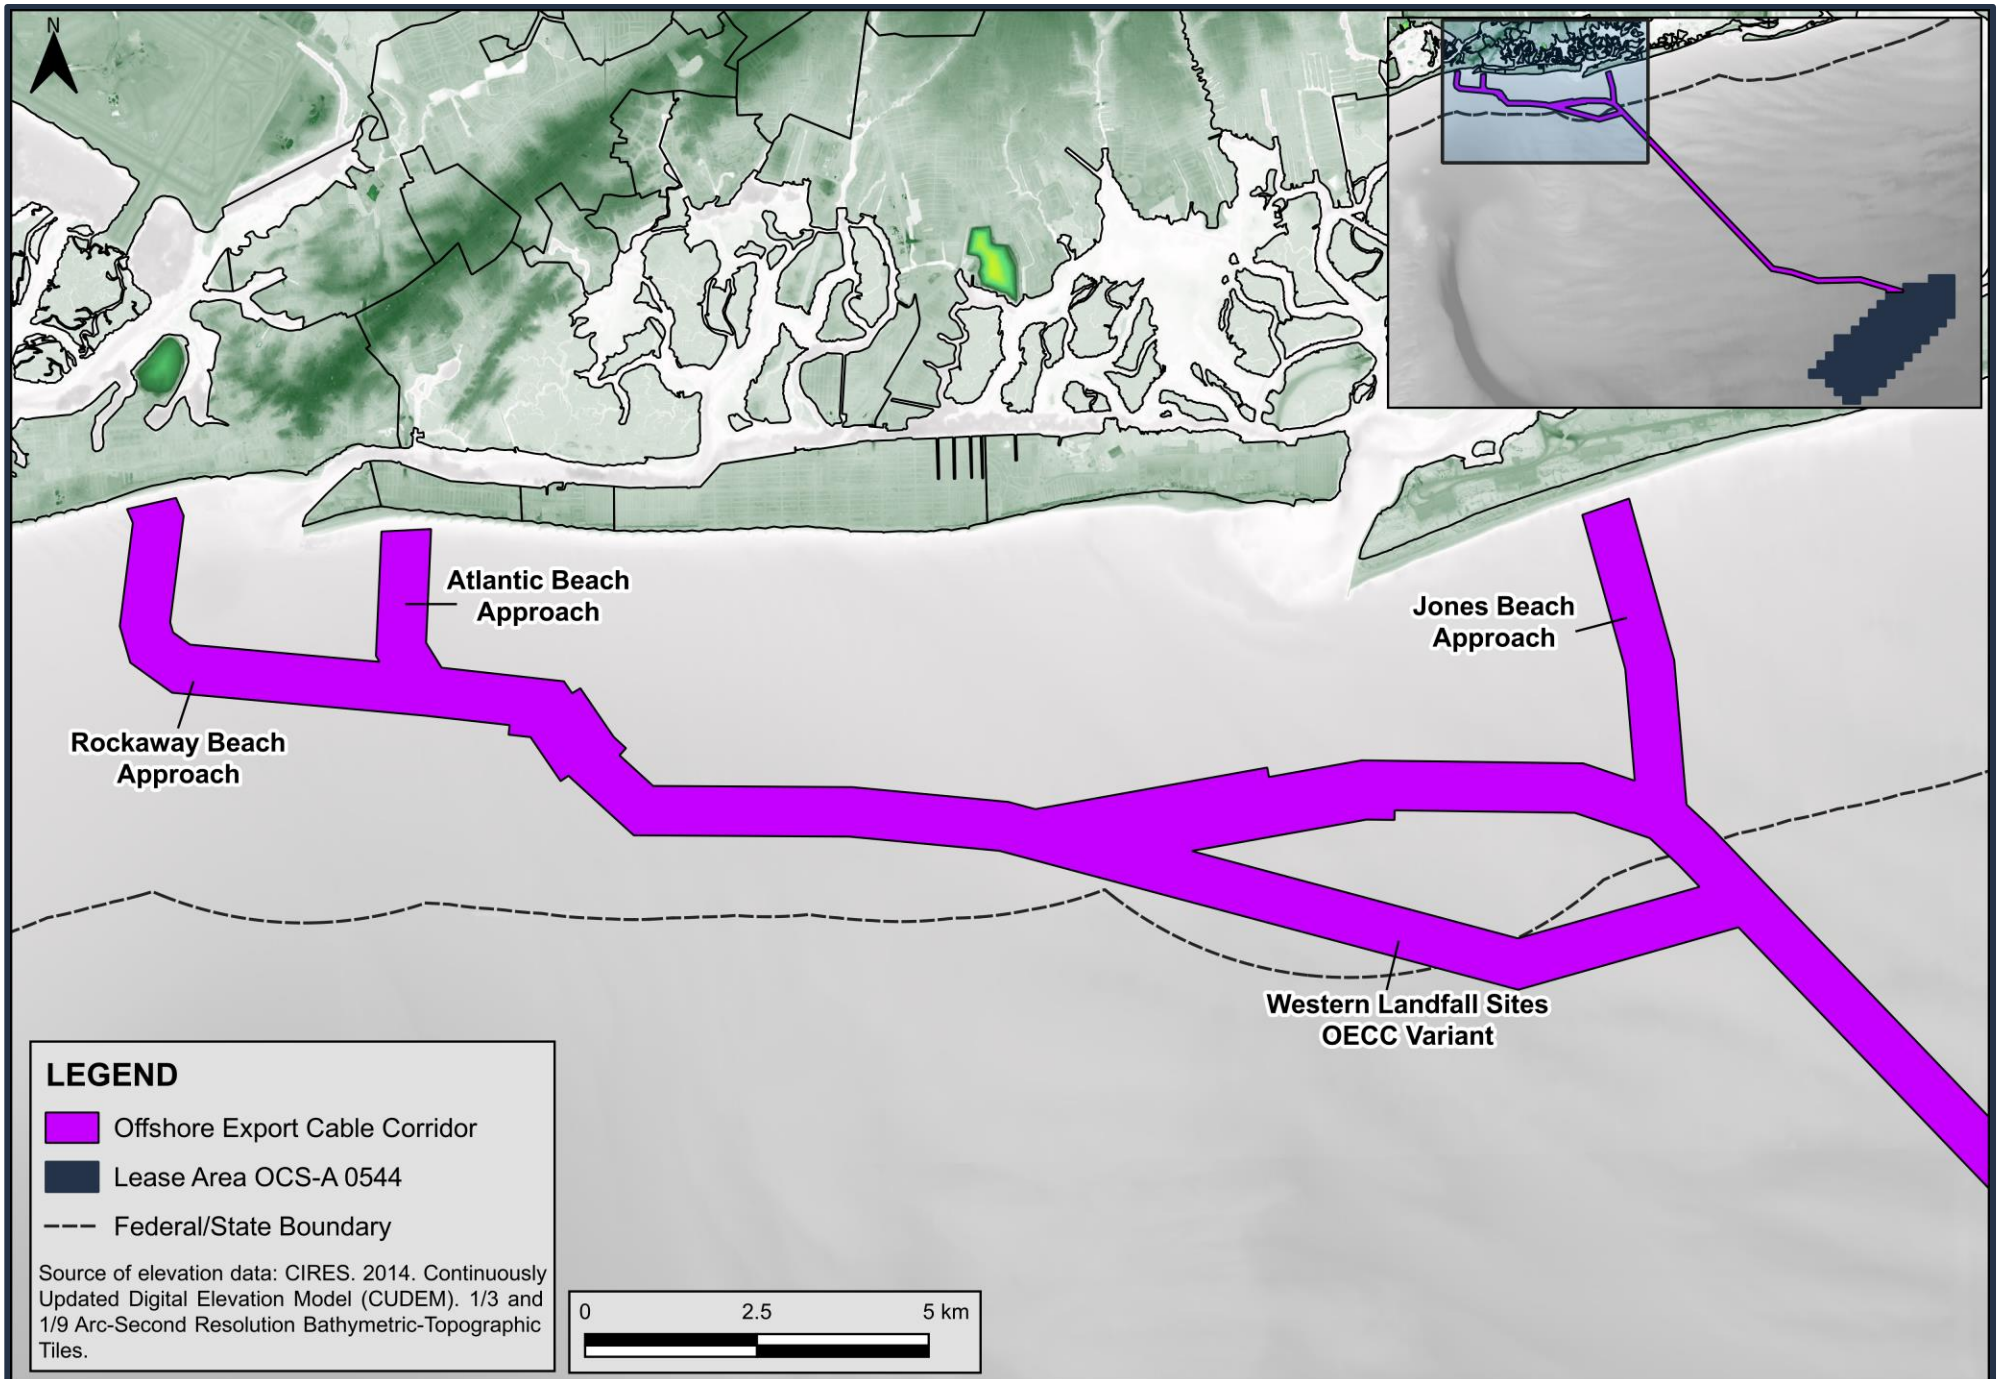 N
Atlantic Beach
Approach
Jones Beach
Approach
Rockaway Beach
Approach
Western Landfall Sites
OECC Variant
LEGEND
Offshore Export Cable Corridor
Lease Area OCS-A 0544
Federal/State Boundary
Source of elevation data: CIRES. 2014. Continuously
Updated Digital Elevation Model (CUDEM). 1/3 and
1/9 Arc-Second Resolution Bathymetric-Topographic
Tiles.
0 2.5 5 km